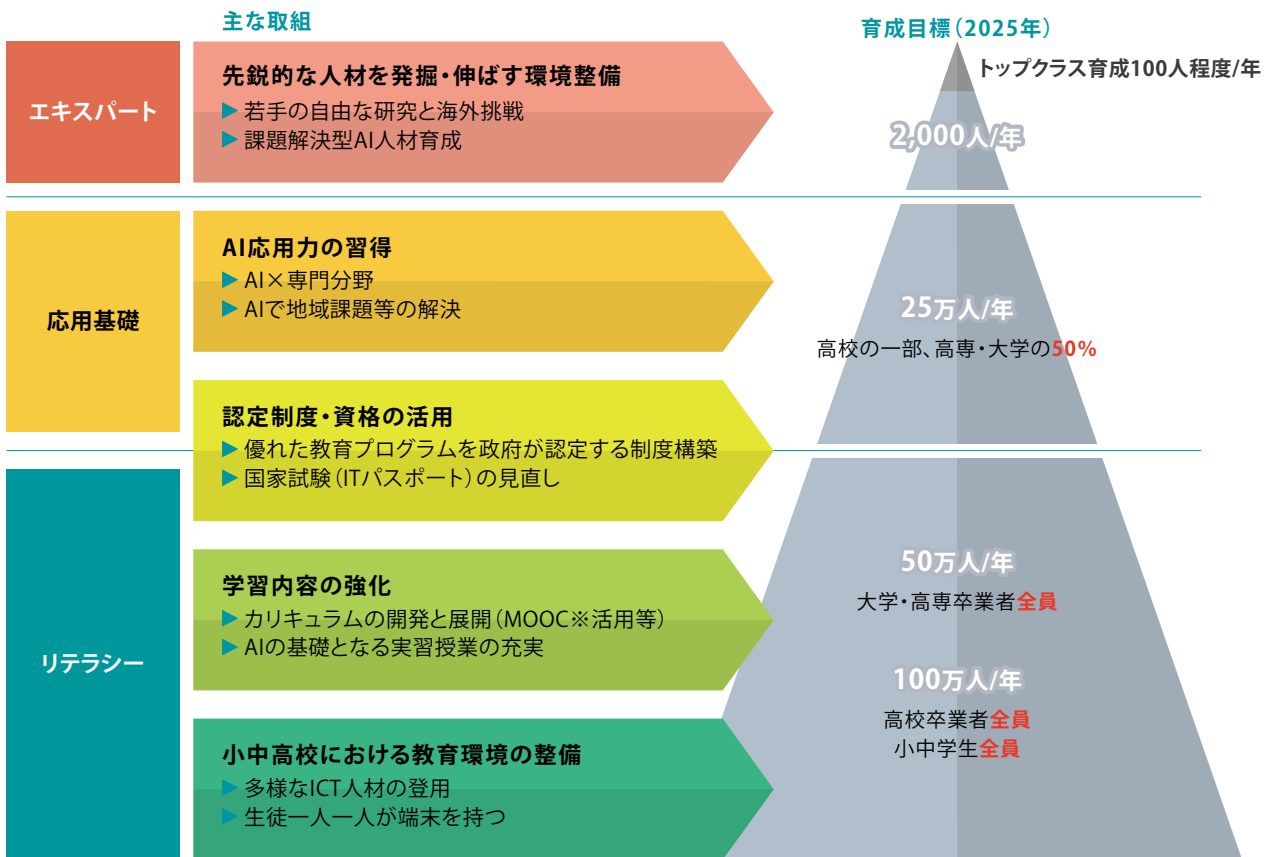 主な取組
育成目標（2025年）
エキスパート
先鋭的な人材を発掘・伸ばす環境整備
▶ 若手の自由な研究と海外挑戦
▶ 課題解決型AI人材育成
トップクラス育成100人程度/年
2,000人/年
応用基礎
AI応用力の習得
▶ AI×専門分野
▶ AIで地域課題等の解決
25万人/年
高校の一部、高専・大学の50%
認定制度・資格の活用
▶ 優れた教育プログラムを政府が認定する制度構築
▶ 国家試験（ITパスポート）の見直し
リテラシー
学習内容の強化
▶ カリキュラムの開発と展開（MOOC※活用等）
▶ AIの基礎となる実習授業の充実
50万人/年
大学・高専卒業者全員
100万人/年
高校卒業者全員
小中学生全員
小中高校における教育環境の整備
▶ 多様なICT人材の登用
▶ 生徒一人一人が端末を持つ